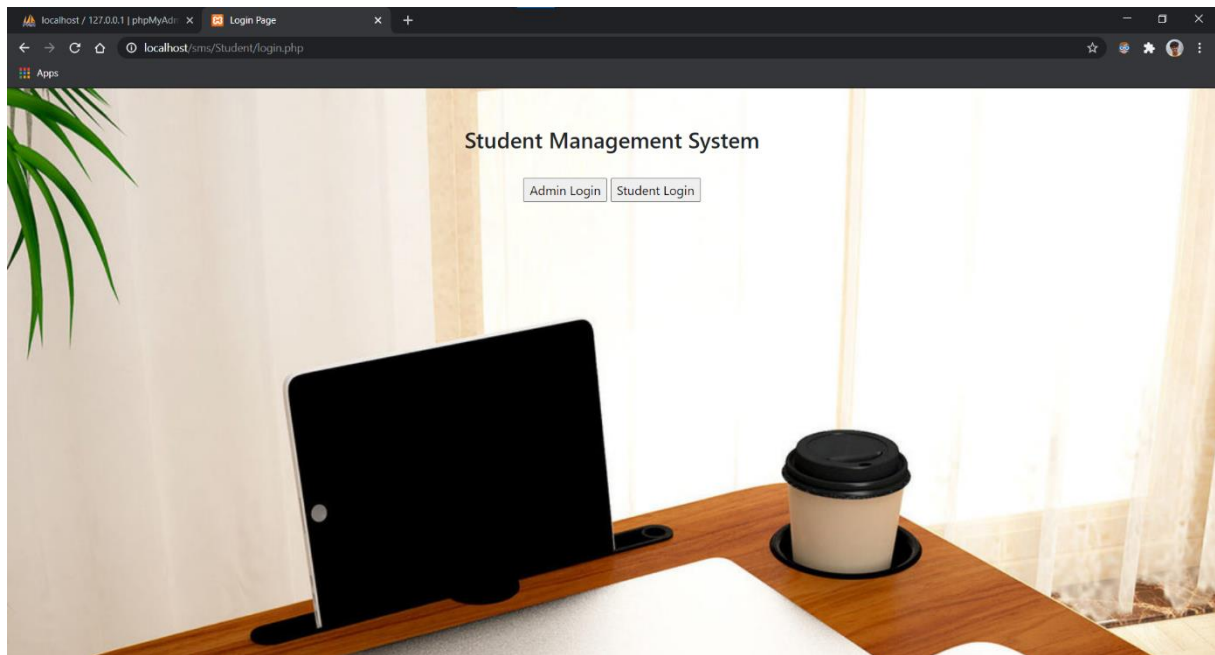 localhost / 127.0.0.1 | phpMyAdm
Login Page
localhost/sms/Student/login.php
Apps
Student Management System
Admin Login Student Login